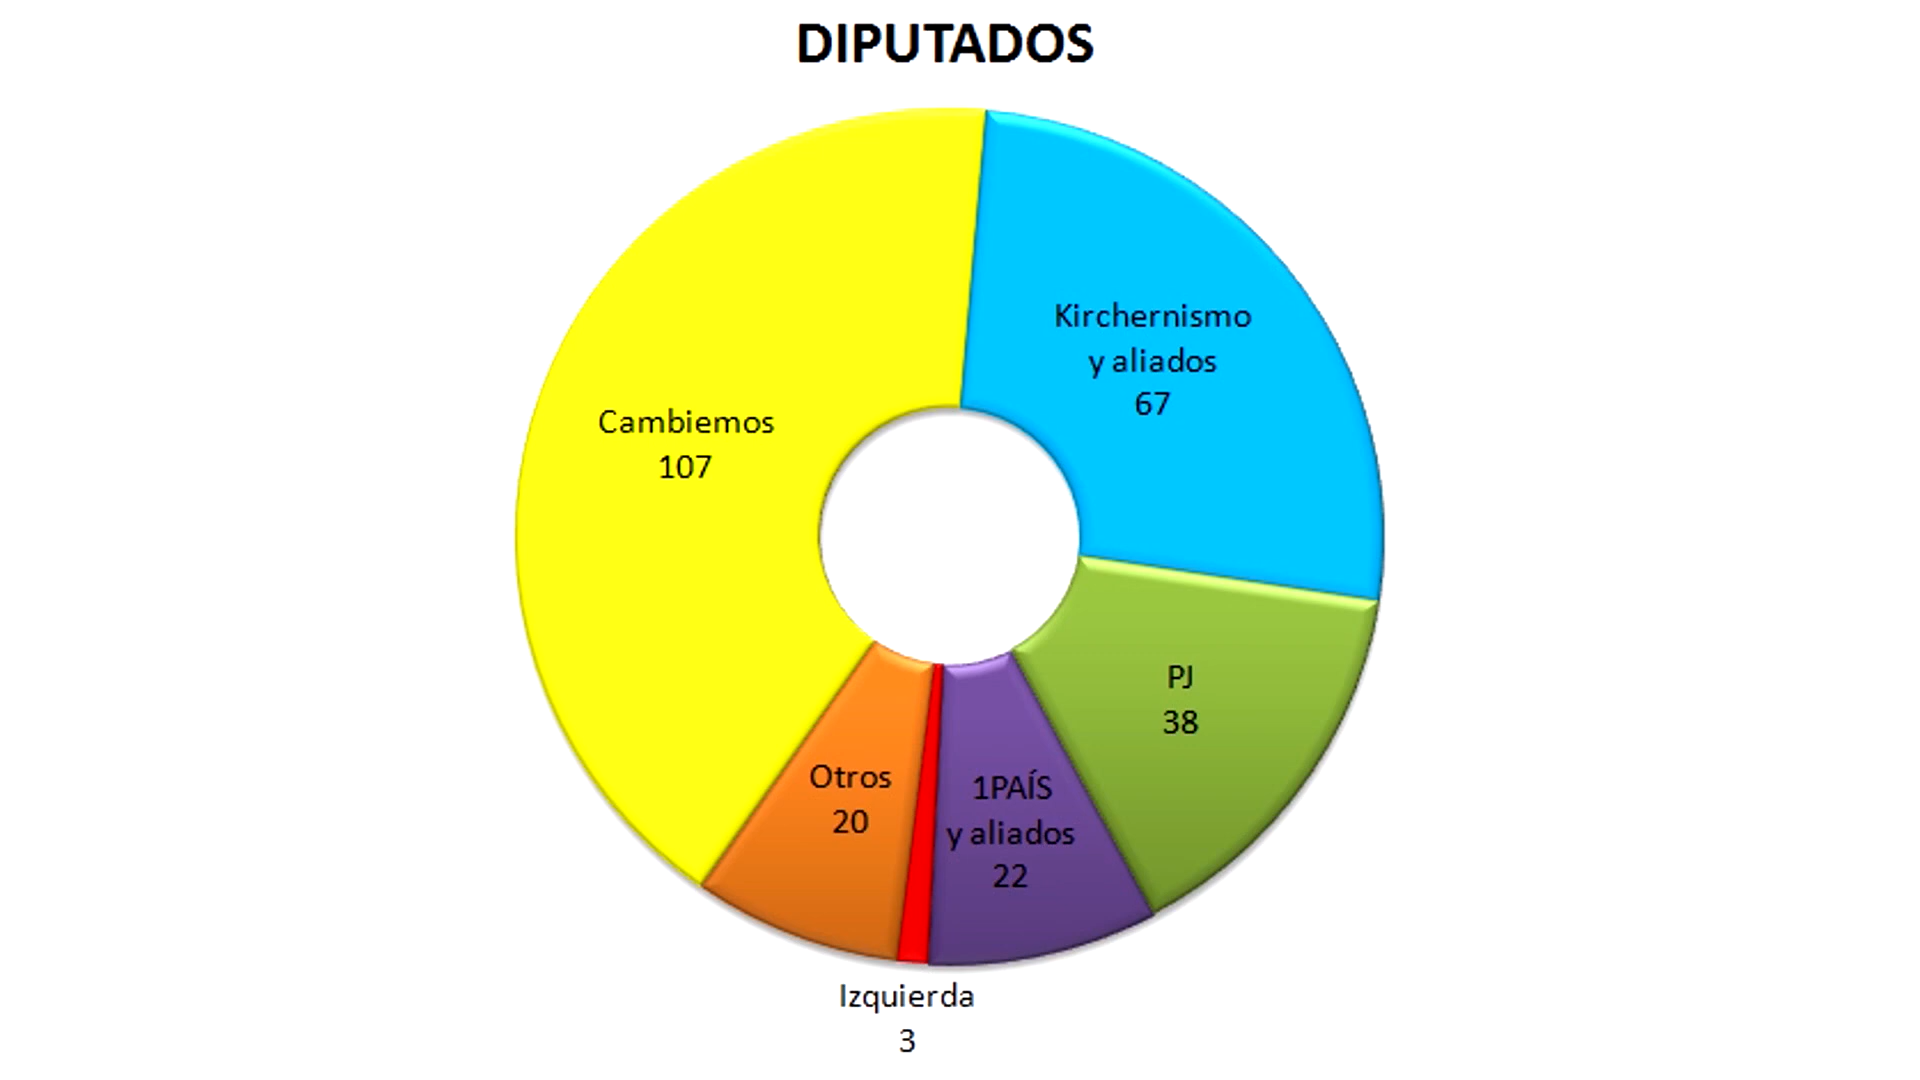 DIPUTADOS
Kirchernismo
y aliados
67
Cambiemos
107
PJ
38
Otros
20
1PAÍS
y aliados
22
Izquierda
3